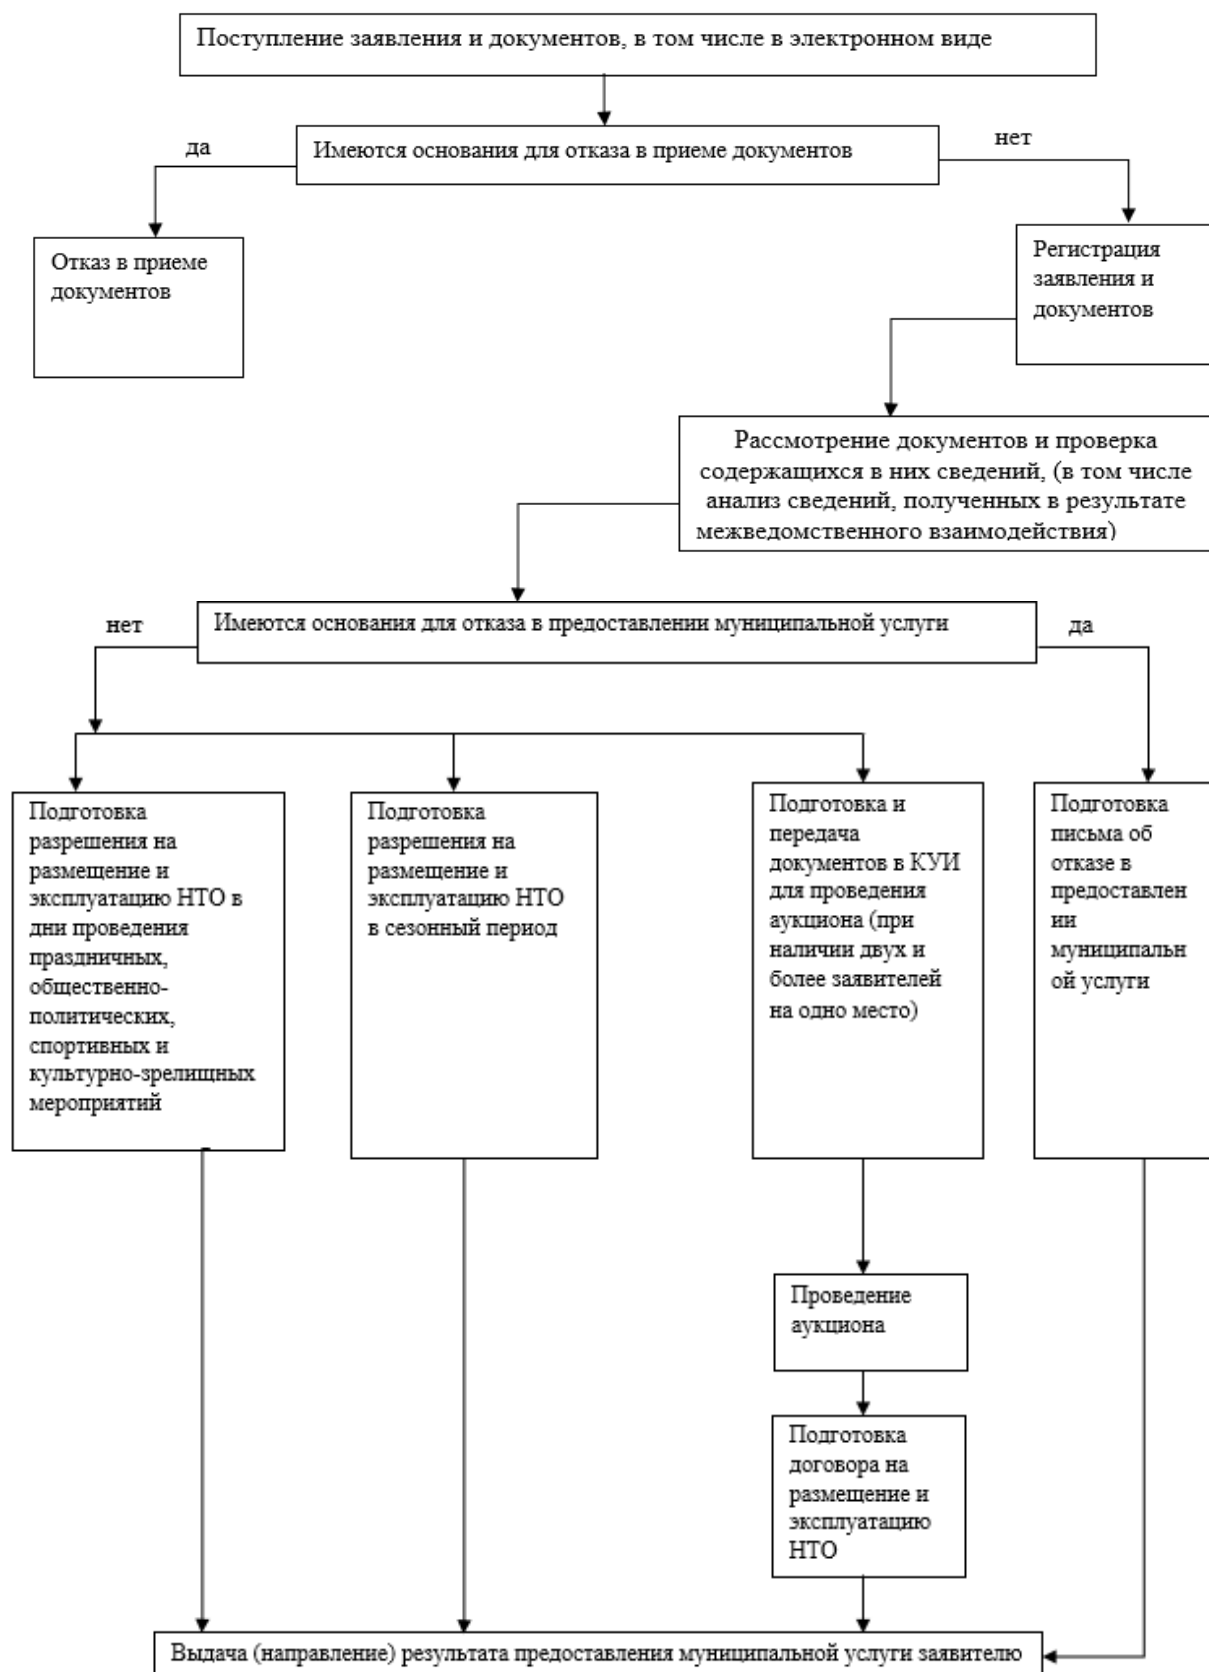 Поступление заявления и документов, в том числе в электронном виде
да
Имеются основания для отказа в приеме документов
нет
Отказ в приеме
документов
Регистрация
заявления и
документов
Рассмотрение документов и проверка
содержащихся в них сведений, (в том числе
анализ сведений, полученных в результате
межведомственного взаимодействия)
нет
Имеются основания для отказа в предоставлении муниципальной услуги
да
Подготовка
разрешения на
размещение и
эксплуатацию НТО в
дни проведения
праздничных,
общественно-
политических,
спортивных и
культурно-зрелищных
мероприятий
Подготовка
разрешения на
размещение и
эксплуатацию НТО
в сезонный период
Подготовка и
передача
документов в КУИ
для проведения
аукциона (при
наличии двух и
более заявителей
на одно место)
Подготовка
письма об
отказе в
предоставлен
ии
муниципальн
ой услуги
Проведение
аукциона
Подготовка
договора на
размещение и
эксплуатацию
НТО
Выдача (направление) результата предоставления муниципальной услуги заявителю